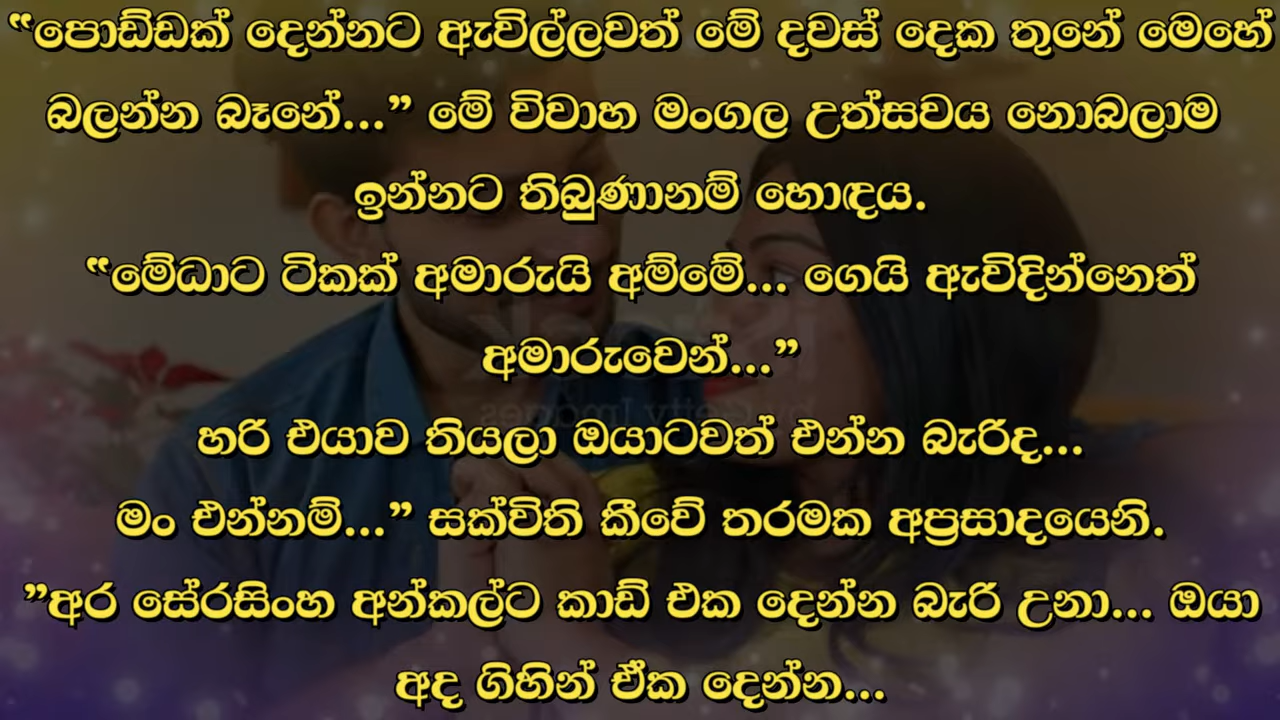 “පොඩ්ඩක් දෙන්නට ඇවිල්ලවත් මේ දවස් දෙක තුනේ මෙහේ
බලන්න බෑනේ...” මේ විවාහ මංගල උත්සවය නොබලාම
ඉන්නට තිබුණානම් හොඳය.
“මේධාට ටිකක් අමාරුයි අම්මේ... ගෙයි ඇවිදින්නෙත්
අමාරුවෙන්...”
හරි එයාව තියලා ඔයාටවත් එන්න බැරිද...
මං එන්නම්...” සක්විති කීවේ තරමක අප්‍රසාදයෙනි.
”අර සේරසිංහ අන්කල්ට කාඩ් එක දෙන්න බැරි උනා... ඔයා
අද ගිහින් ඒක දෙන්න...